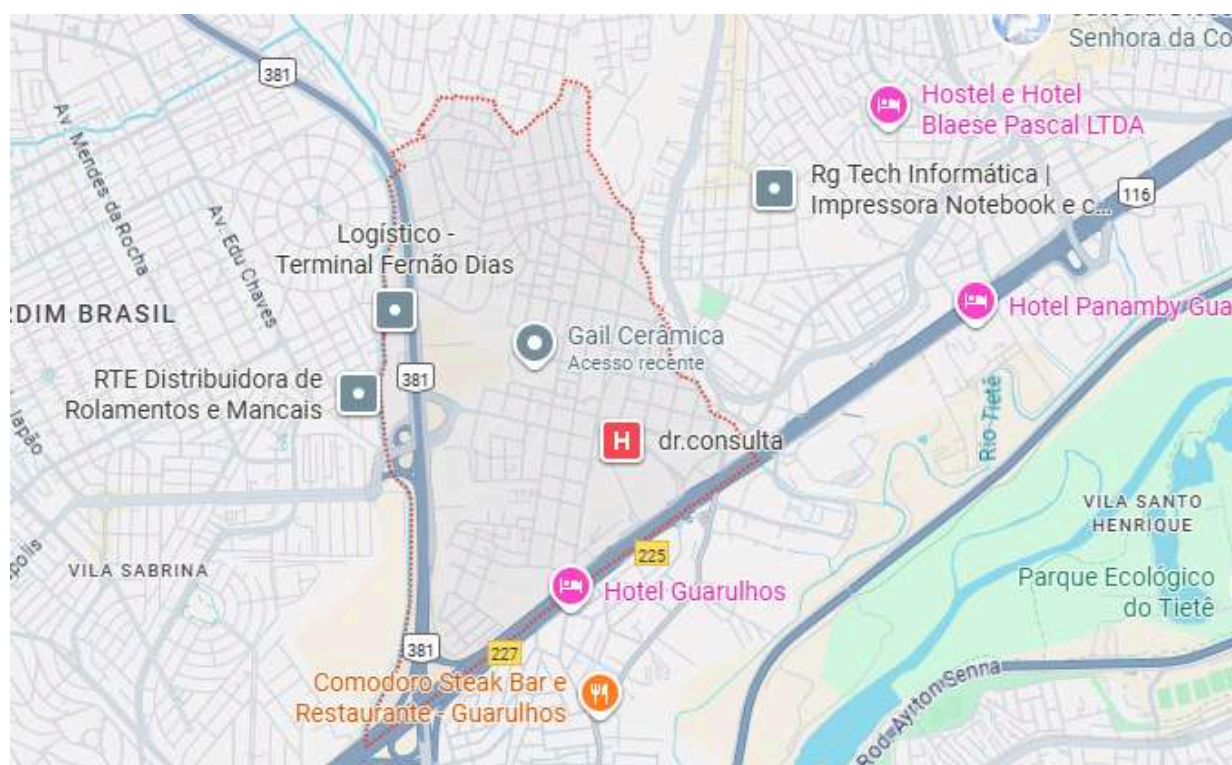 Senhora da Co
381
Hostel e Hotel
Blaese Pascal LTDA
Av. Mendes da Rocha
Rg Tech Informática |
Impressora Notebook e c...
116
Av. Edu Chaves
Logístico -
Terminal Fernão Dias
RDIM BRASIL
Hotel Panamby Gua
Gail Cerâmica
Acesso recente
RTE Distribuidora de
Rolamentos e Mancais
381
Rio Tietê
Iapão
H
dr.consulta
VILA SANTO
HENRIQUE
225
VILA SABRINA
opolis
Parque Ecológico
do Tietê
Hotel Guarulhos
381
227
Comodoro Steak Bar e
Restaurante - Guarulhos
Rod. Ayrton Senna